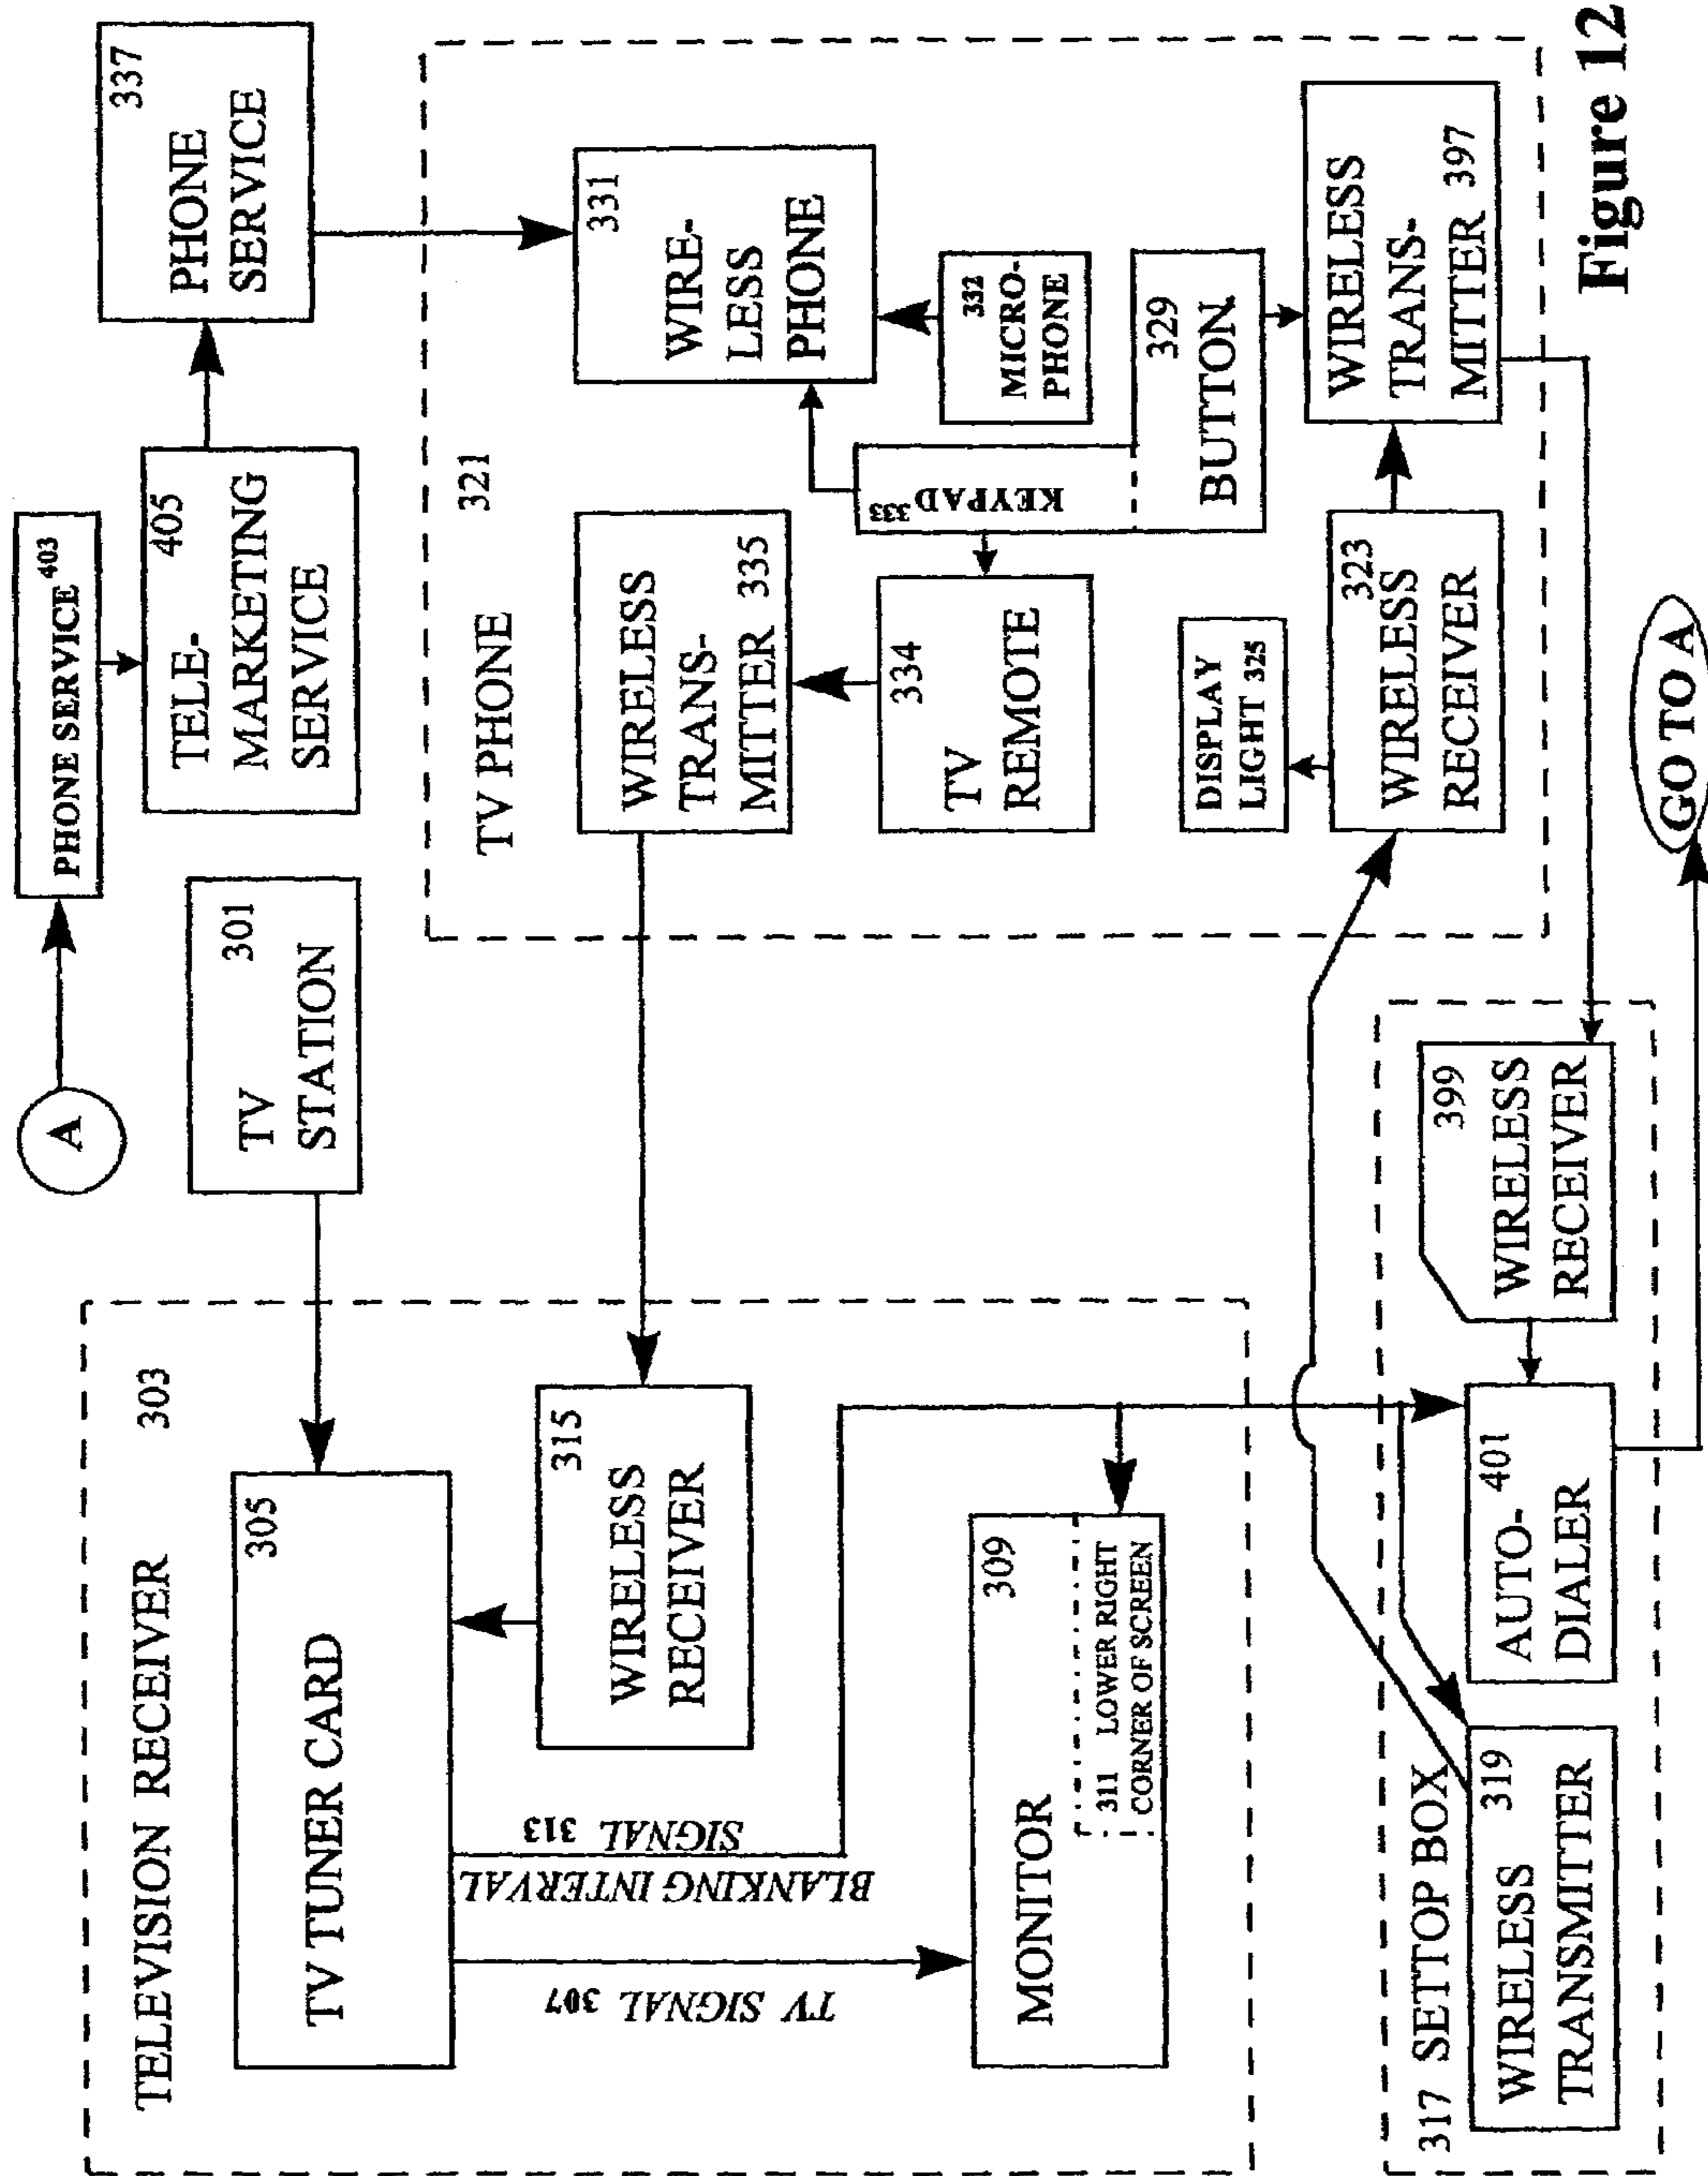 A
PHONE SERVICE 403
405
TELE-
MARKETING
SERVICE
337
PHONE
SERVICE
301
TV
STATION
TELEVISION RECEIVER 303
305
TV TUNER CARD
315
WIRELESS
RECEIVER
BLANKING INTERVAL
SIGNAL 313
TV SIGNAL 307
309
MONITOR
311 LOWER RIGHT
CORNER OF SCREEN
TV PHONE 321
WIRELESS
TRANS-
MITTER 335
331
WIRE-
LESS
PHONE
334
TV
REMOTE
KEYPAD 333
332
MICRO-
PHONE
329
BUTTON
DISPLAY
LIGHT 325
323
WIRELESS
RECEIVER
WIRELESS
TRANS-
MITTER 397
317 SETTOP BOX
319
WIRELESS
TRANSMITTER
AUTO- 401
DIALER
399
WIRELESS
RECEIVER
GO TO A
Figure 12